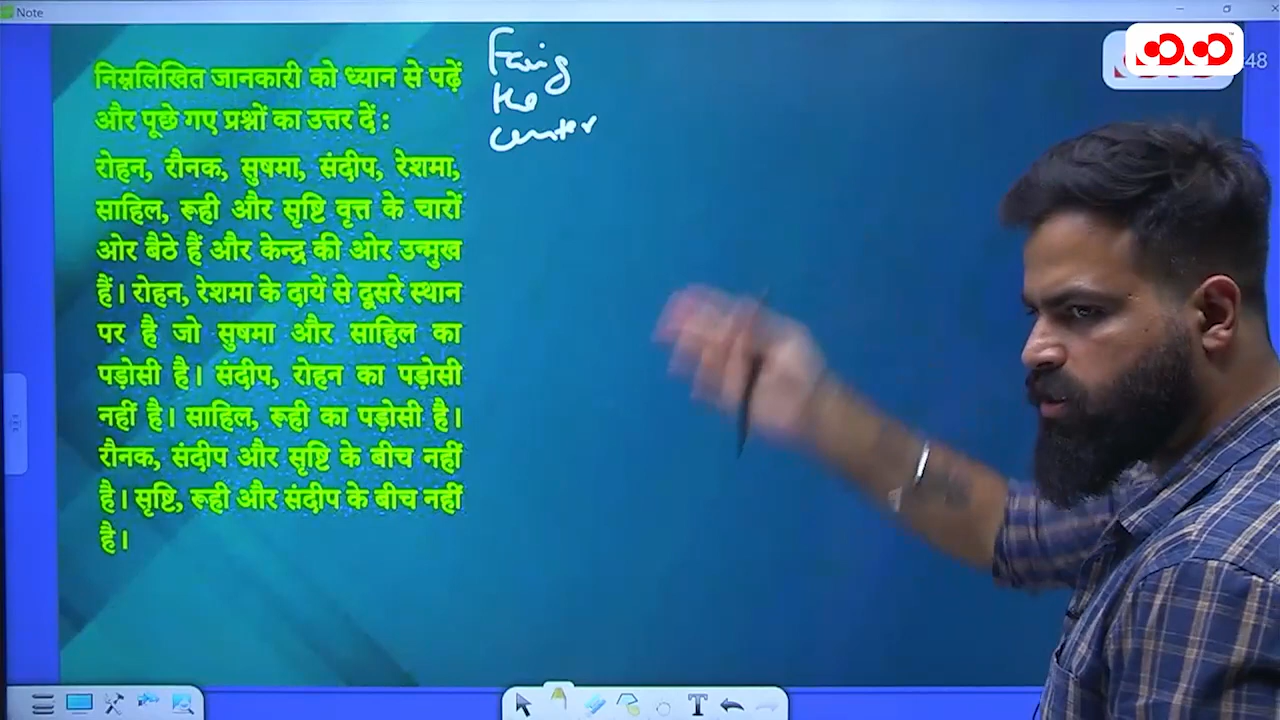 Note
48
निम्नलिखित जानकारी को ध्यान से पढ़ें
और पूछे गए प्रश्नों का उत्तर दें :
रोहन, रौनक, सुषमा, संदीप, रेशमा,
साहिल, रूही और सृष्टि वृत्त के चारों
ओर बैठे हैं और केन्द्र की ओर उन्मुख
हैं। रोहन, रेशमा के दायें से दूसरे स्थान
पर है जो सुषमा और साहिल का
पड़ोसी है। संदीप, रोहन का पड़ोसी
नहीं है। साहिल, रूही का पड़ोसी है।
रौनक, संदीप और सृष्टि के बीच नहीं
है। सृष्टि, रूही और संदीप के बीच नहीं
है।
Facing
the
center